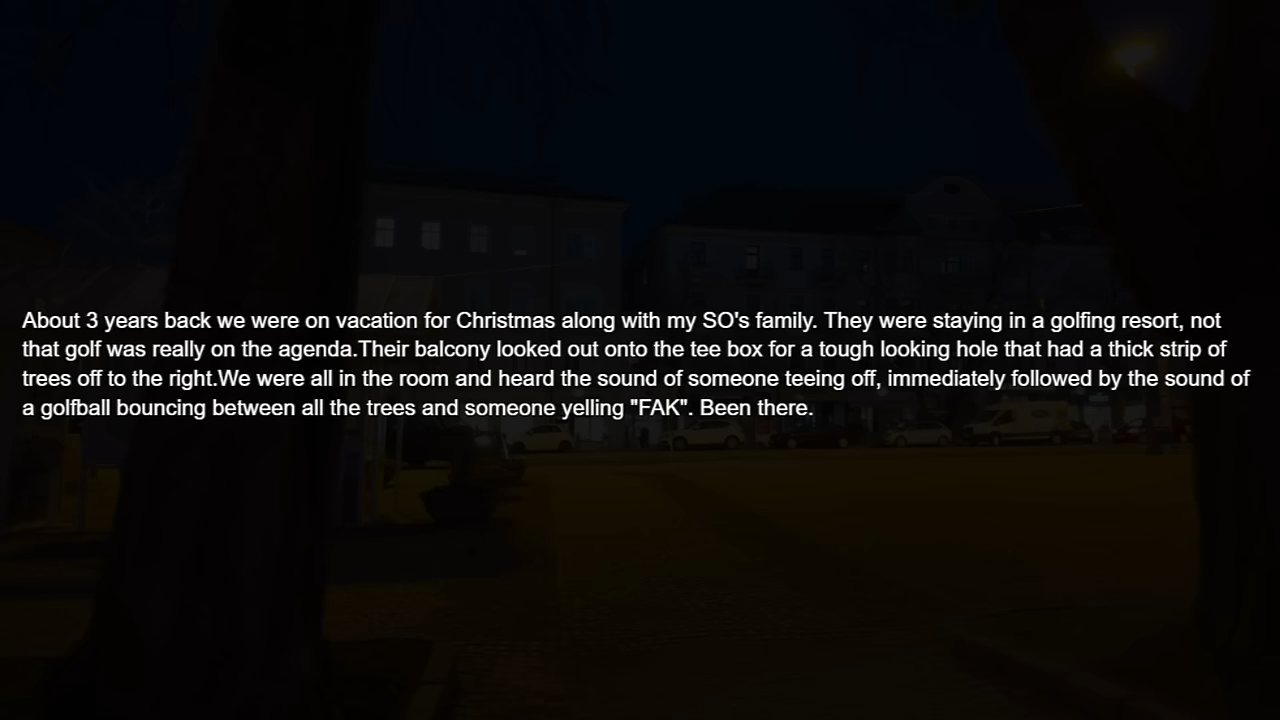 About 3 years back we were on vacation for Christmas along with my SO's family. They were staying in a golfing resort, not
that golf was really on the agenda.Their balcony looked out onto the tee box for a tough looking hole that had a thick strip of
trees off to the right.We were all in the room and heard the sound of someone teeing off, immediately followed by the sound of
a golfball bouncing between all the trees and someone yelling "FAK". Been there.